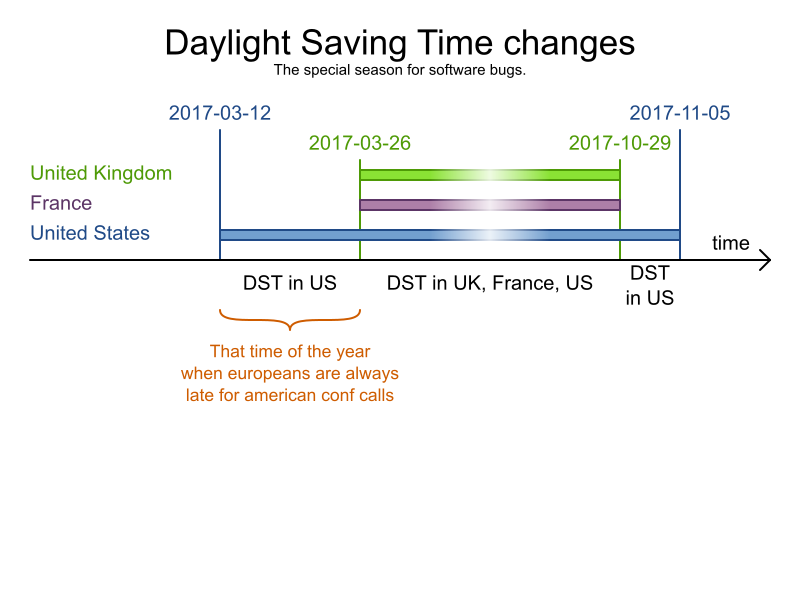 Daylight Saving Time changes
The special season for software bugs.
2017-03-12
2017-11-05
2017-03-26
2017-10-29
United Kingdom
France
United States
time
DST in US
DST in UK, France, US
DST
in US
That time of the year
when europeans are always
late for american conf calls